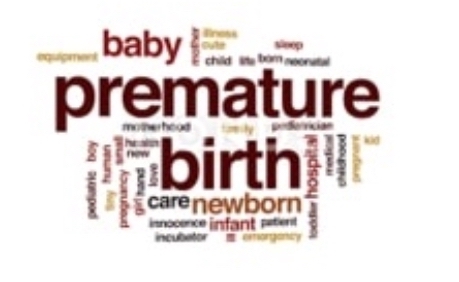 equipment baby mother illness
cute sleep
child life born neonatal
premature
motherhood family pediatrician
birth
health
new
pediatric boy tiny human pregnancy small girl hand love
hospital toddler medical childhood pregnant kid
care newborn
innocence infant patient
incubator ill emergency